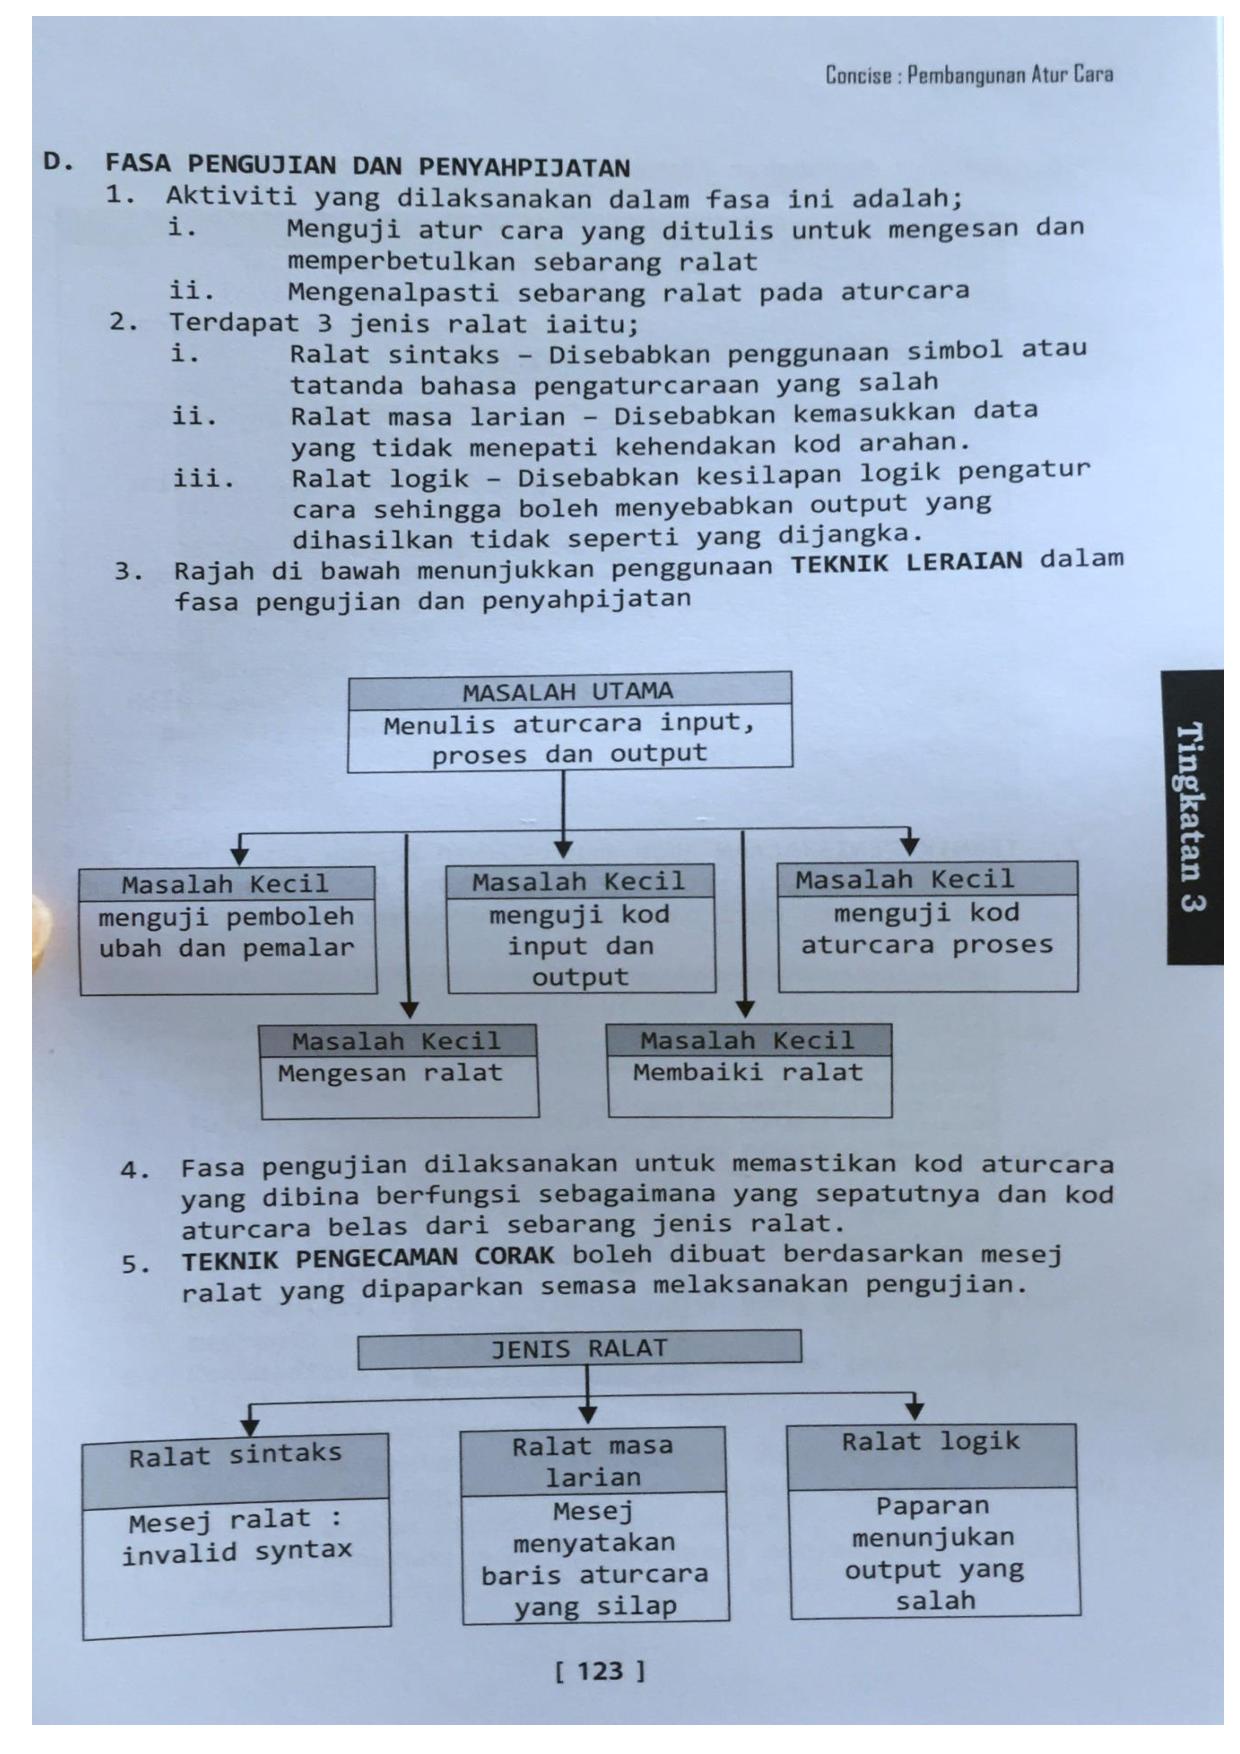 Concise : Pembangunan Atur Cara
D. FASA PENGUJIAN DAN PENYAHPIJATAN
1. Aktiviti yang dilaksanakan dalam fasa ini adalah;
i. Menguji atur cara yang ditulis untuk mengesan dan
memperbetulkan sebarang ralat
ii. Mengenalpasti sebarang ralat pada aturcara
2. Terdapat 3 jenis ralat iaitu;
i. Ralat sintaks – Disebabkan penggunaan simbol atau
tatanda bahasa pengaturcaraan yang salah
ii. Ralat masa larian – Disebabkan kemasukkan data
yang tidak menepati kehendakan kod arahan.
iii. Ralat logik – Disebabkan kesilapan logik pengatur
cara sehingga boleh menyebabkan output yang
dihasilkan tidak seperti yang dijangka.
3. Rajah di bawah menunjukkan penggunaan TEKNIK LERAIAN dalam
fasa pengujian dan penyahpijatan
MASALAH UTAMA
Menulis aturcara input,
proses dan output
Tingkatan 3
Masalah Kecil
menguji pemboleh
ubah dan pemalar
Masalah Kecil
menguji kod
input dan
output
Masalah Kecil
menguji kod
aturcara proses
Masalah Kecil
Mengesan ralat
Masalah Kecil
Membaiki ralat
4. Fasa pengujian dilaksanakan untuk memastikan kod aturcara
yang dibina berfungsi sebagaimana yang sepatutnya dan kod
aturcara belas dari sebarang jenis ralat.
5. TEKNIK PENGECAMAN CORAK boleh dibuat berdasarkan mesej
ralat yang dipaparkan semasa melaksanakan pengujian.
JENIS RALAT
Ralat sintaks
Mesej ralat :
invalid syntax
Ralat masa
larian
Mesej
menyatakan
baris aturcara
yang silap
Ralat logik
Paparan
menunjukan
output yang
salah
[ 123 ]